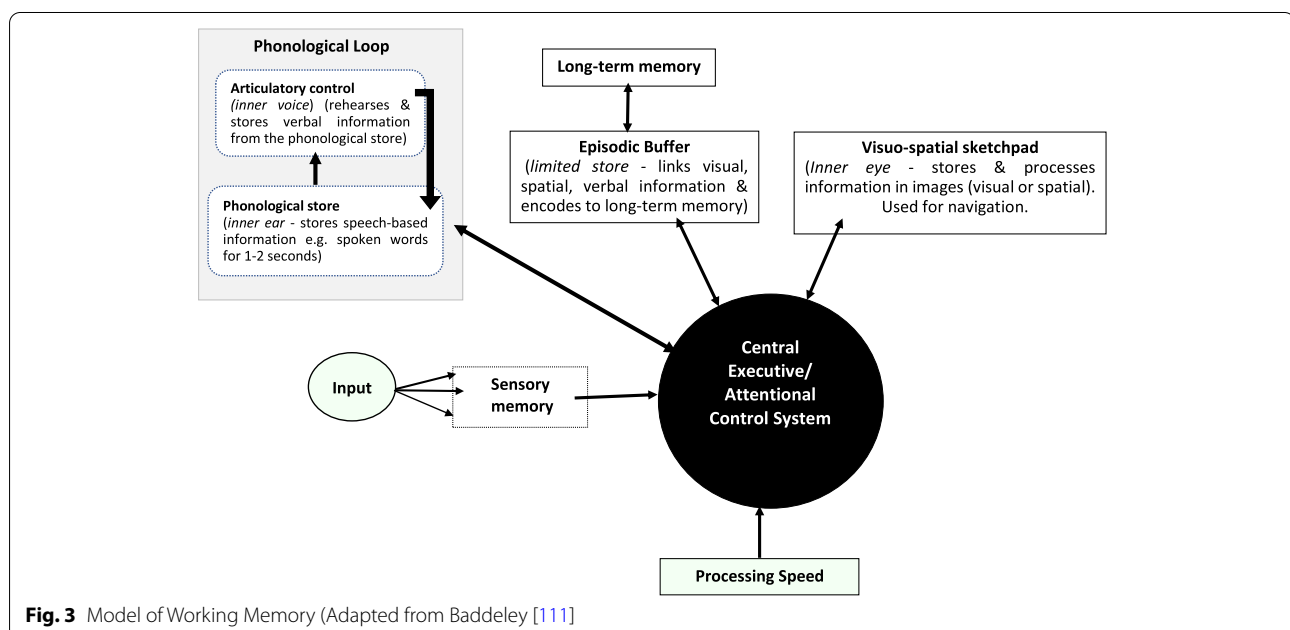 Phonological Loop
Articulatory control
(inner voice) (rehearses &
stores verbal information
from the phonological store)
Phonological store
(inner ear - stores speech-based
information e.g. spoken words
for 1-2 seconds)
Long-term memory
Episodic Buffer
(limited store - links visual,
spatial, verbal information &
encodes to long-term memory)
Visuo-spatial sketchpad
(Inner eye - stores & processes
information in images (visual or spatial).
Used for navigation.
Input
Sensory
memory
Central
Executive/
Attentional
Control System
Processing Speed
Fig. 3 Model of Working Memory (Adapted from Baddeley [111]